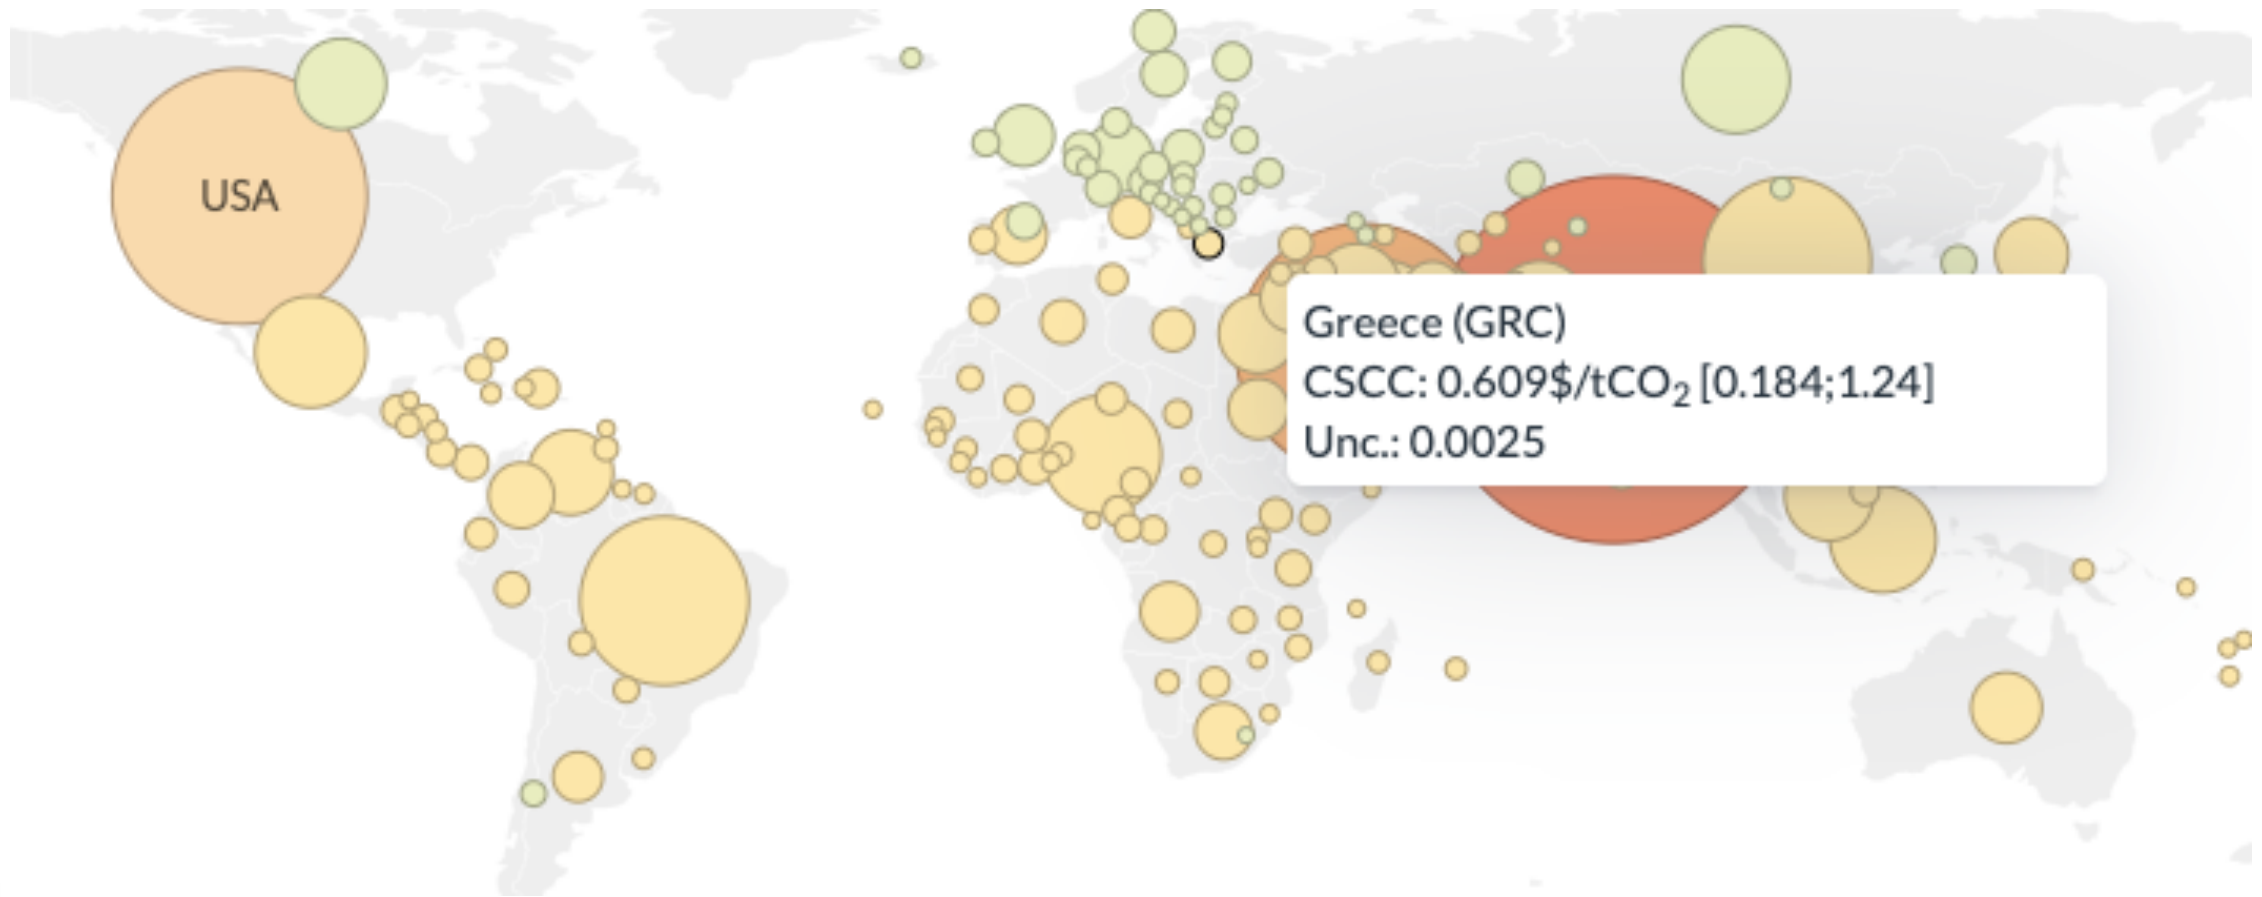 USA
Greece (GRC)
CSCC: 0.609$/tCO₂ [0.184;1.24]
Unc.: 0.0025